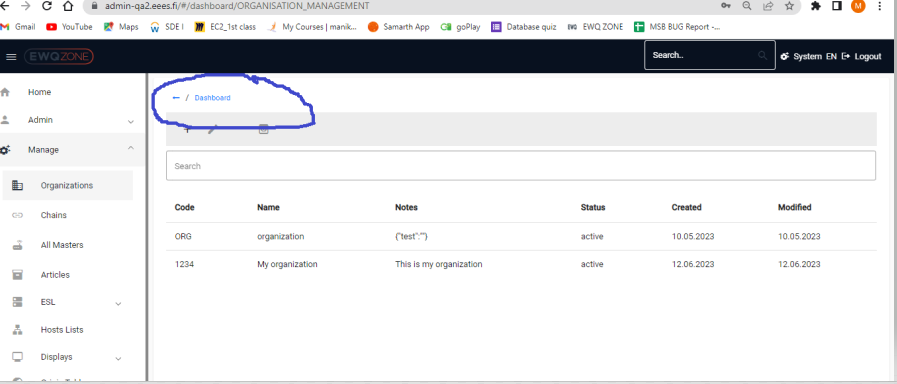 admin-qa2.eees.fi/#/dashboard/ORGANISATION_MANAGEMENT
M
Gmail YouTube Maps SDE I EC2_1st class My Courses | manik... Samarth App goPlay Database quiz EWQ ZONE MSB BUG Report -...
EWQZONE Search.. System EN Logout
Home
Admin
Manage
Organizations
Chains
All Masters
Articles
ESL
Hosts Lists
Displays
← / Dashboard
Search
Code Name Notes Status Created Modified
ORG organization {"test":""} active 10.05.2023 10.05.2023
1234 My organization This is my organization active 12.06.2023 12.06.2023